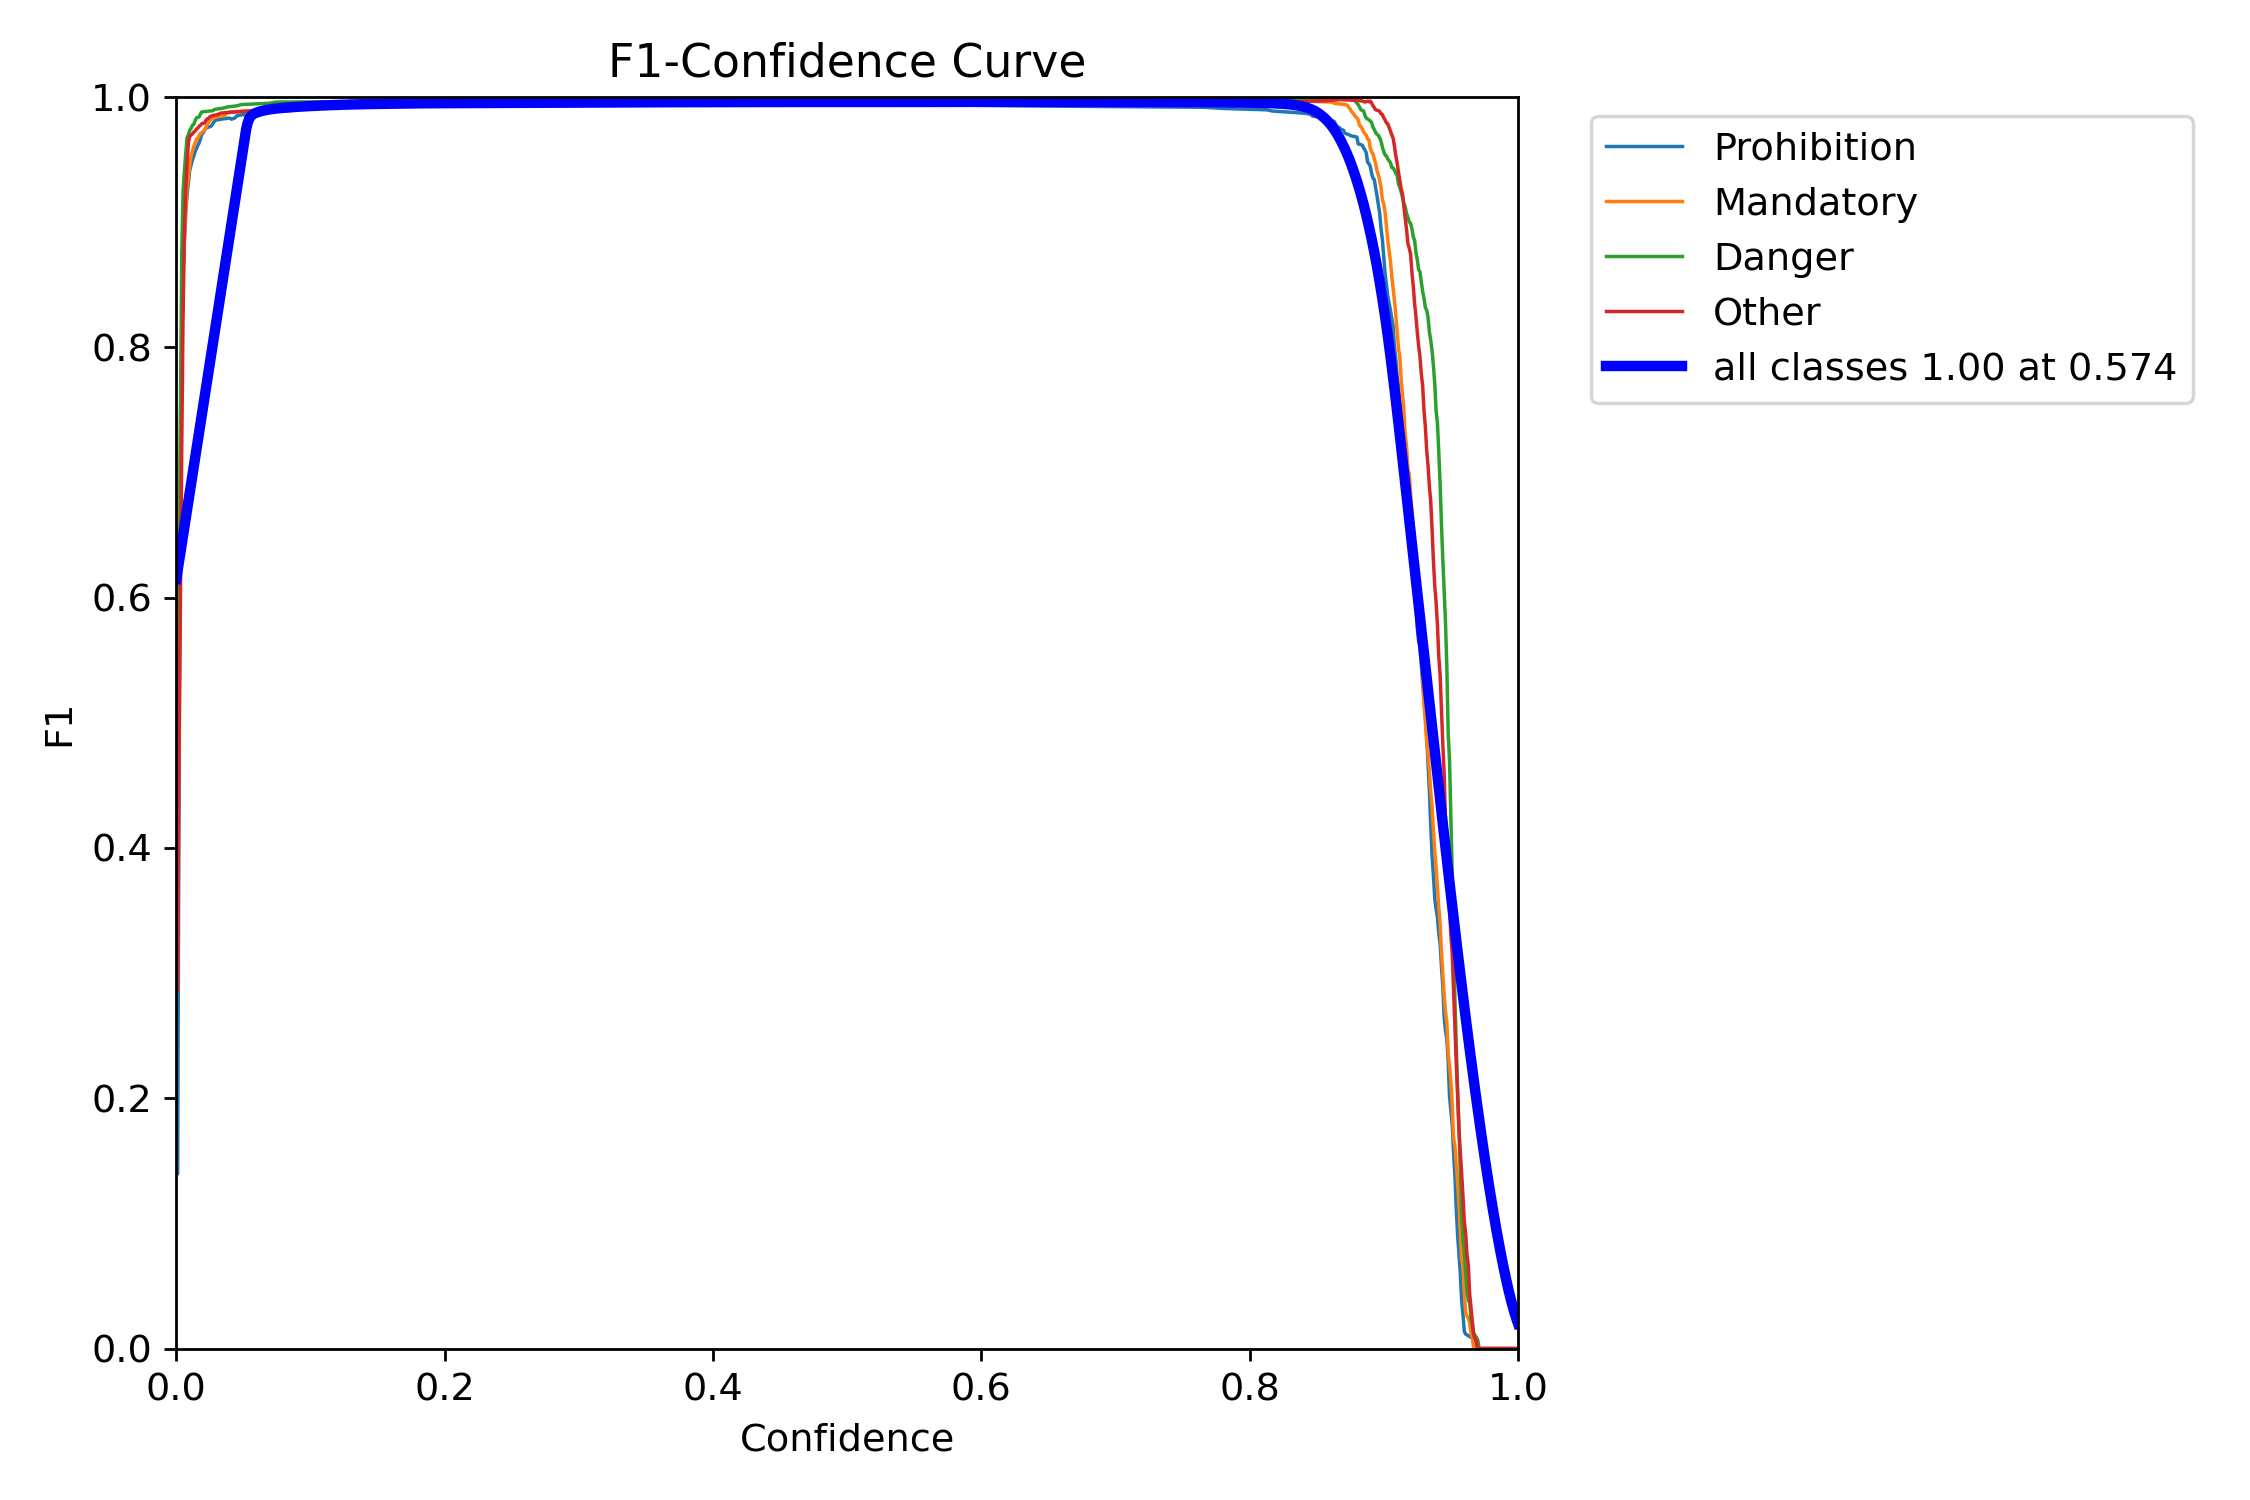 F1-Confidence Curve
1.0
0.8
0.6
0.4
0.2
0.0
F1
0.0 0.2 0.4 0.6 0.8 1.0
Confidence
Prohibition
Mandatory
Danger
Other
all classes 1.00 at 0.574